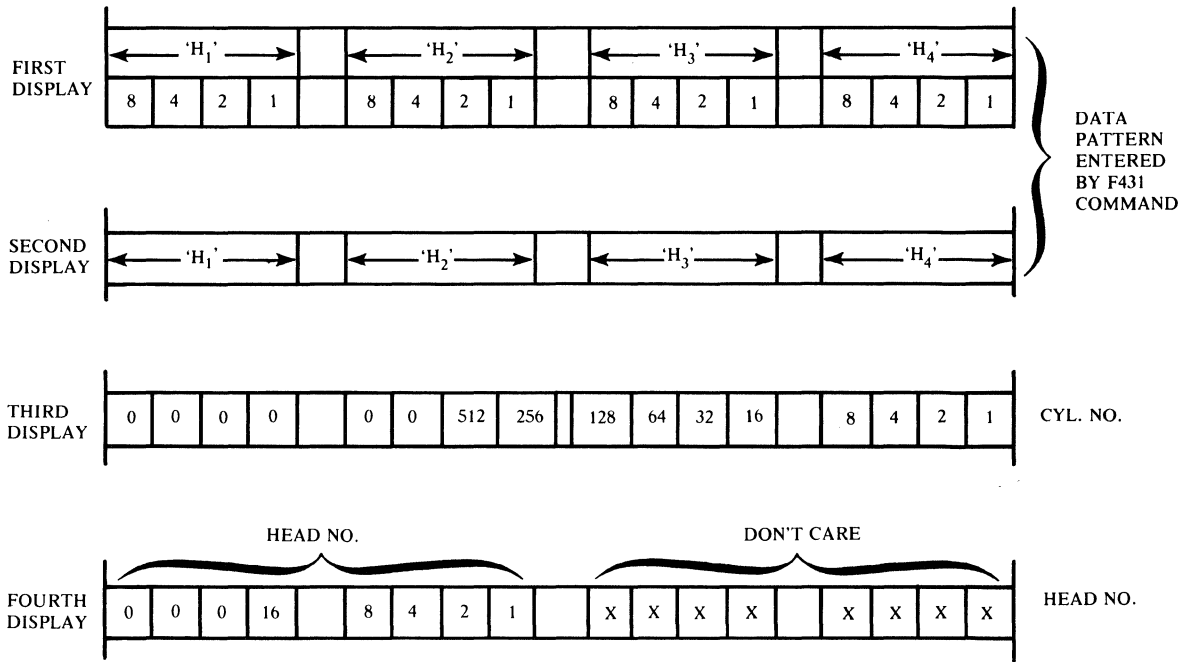 FIRST
DISPLAY
‘H1’ ‘H2’ ‘H3’ ‘H4’
8 4 2 1 8 4 2 1 8 4 2 1 8 4 2 1
DATA
PATTERN
ENTERED
BY F431
COMMAND
SECOND
DISPLAY
‘H1’ ‘H2’ ‘H3’ ‘H4’
THIRD
DISPLAY
0 0 0 0 0 0 512 256 128 64 32 16 8 4 2 1
CYL. NO.
HEAD NO. DON'T CARE
FOURTH
DISPLAY
0 0 0 16 8 4 2 1 X X X X X X X X
HEAD NO.